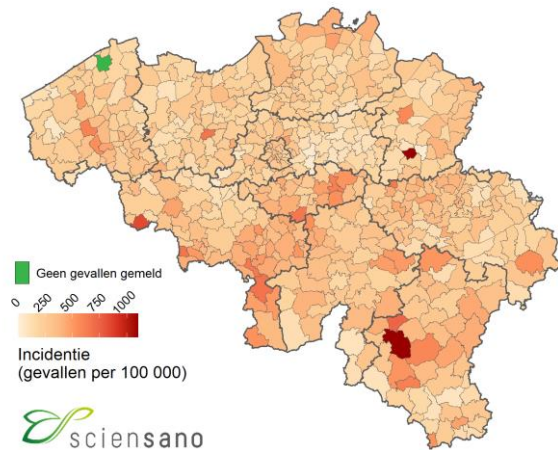 Geen gevallen gemeld
0 250 500 750 1000
Incidentie
(gevallen per 100 000)
sciensano